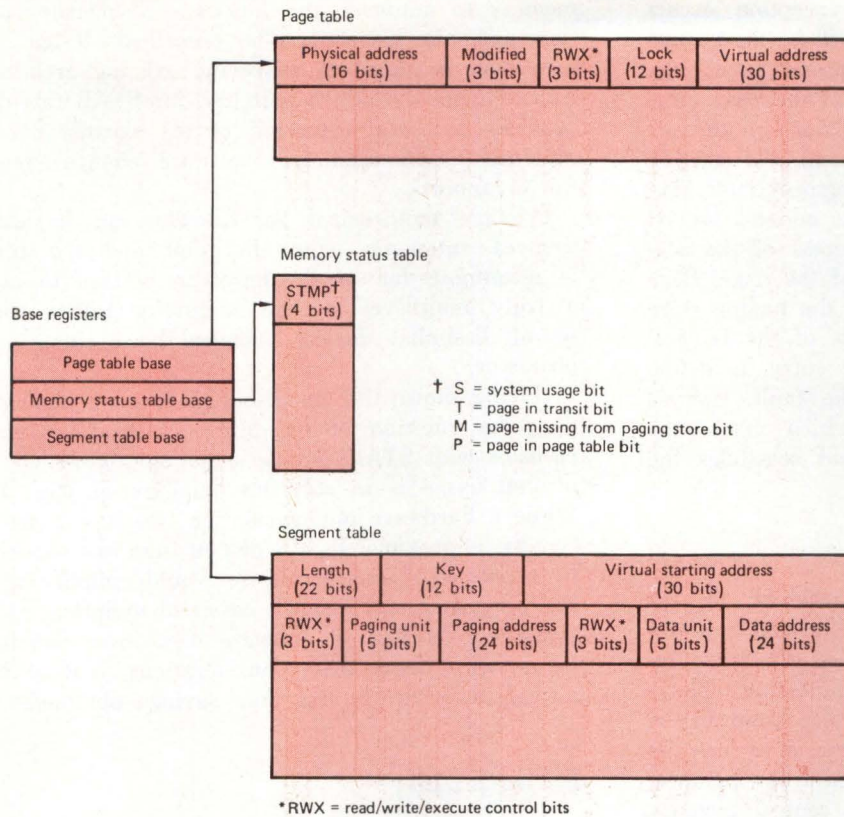 Page table
Physical address (16 bits)
Modified (3 bits)
RWX* (3 bits)
Lock (12 bits)
Virtual address (30 bits)
Memory status table
STMP† (4 bits)
Base registers
Page table base
Memory status table base
Segment table base
† S = system usage bit
T = page in transit bit
M = page missing from paging store bit
P = page in page table bit
Segment table
Length (22 bits)
Key (12 bits)
Virtual starting address (30 bits)
RWX* (3 bits)
Paging unit (5 bits)
Paging address (24 bits)
RWX* (3 bits)
Data unit (5 bits)
Data address (24 bits)
*RWX = read/write/execute control bits